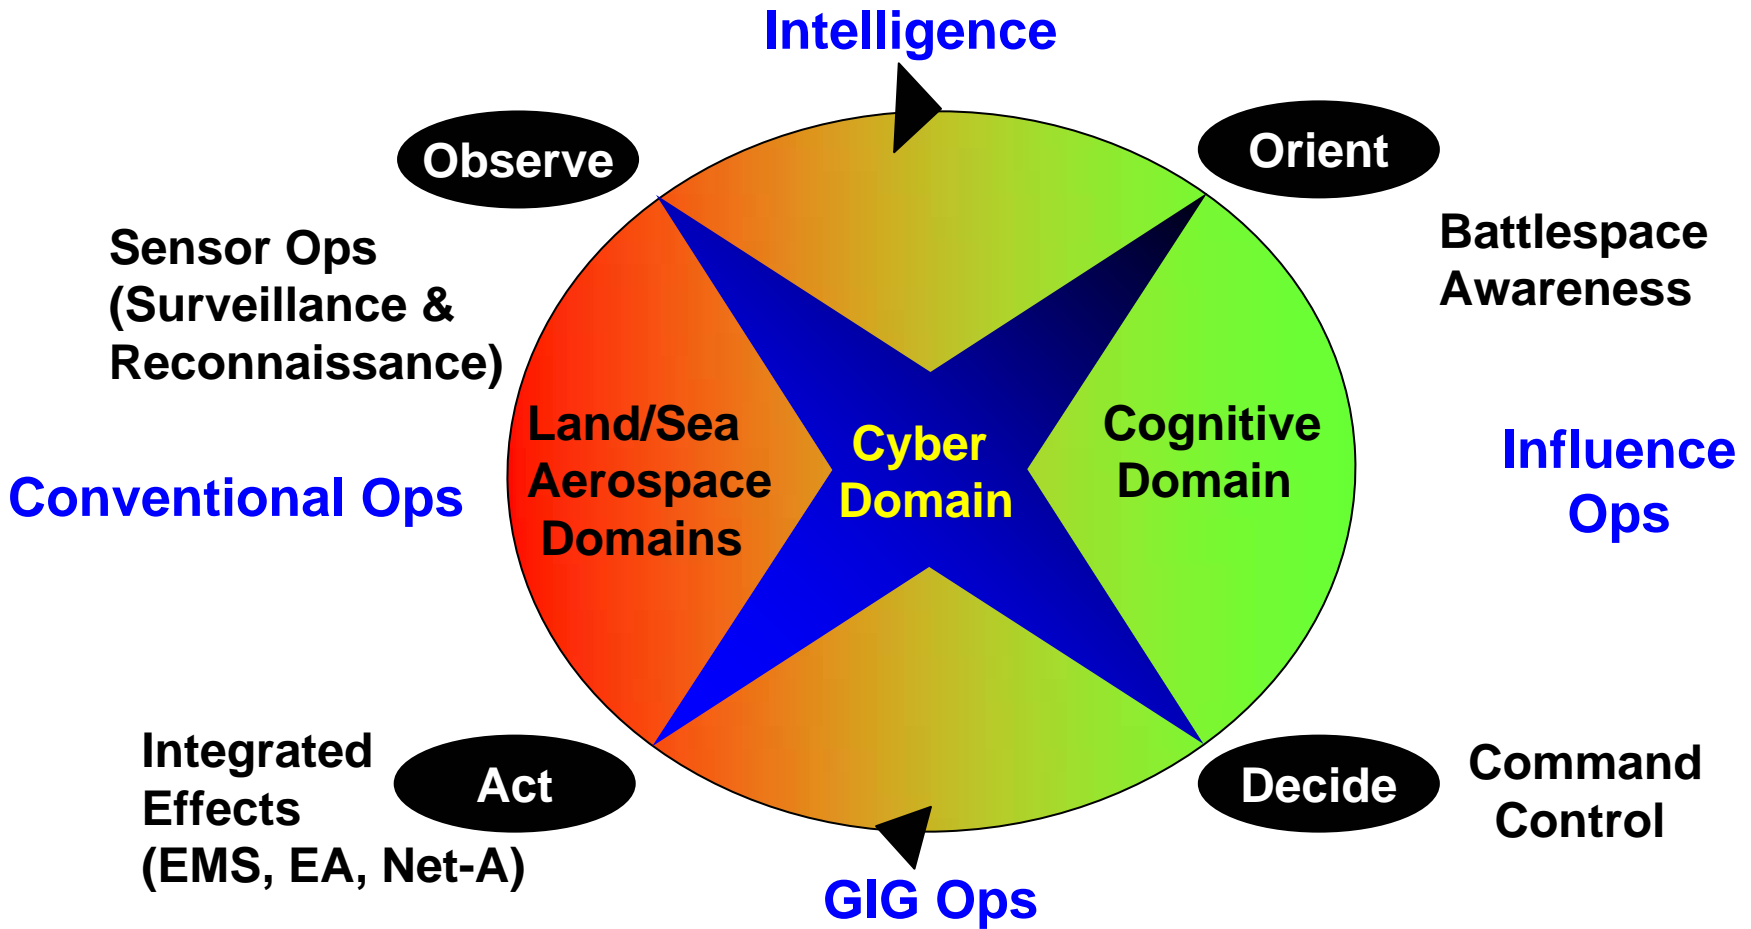 Intelligence
Observe
Orient
Sensor Ops
(Surveillance &
Reconnaissance)
Battlespace
Awareness
Land/Sea
Aerospace
Domains
Cyber
Domain
Cognitive
Domain
Conventional Ops
Influence
Ops
Integrated
Effects
(EMS, EA, Net-A)
Act
Decide
Command
Control
GIG Ops